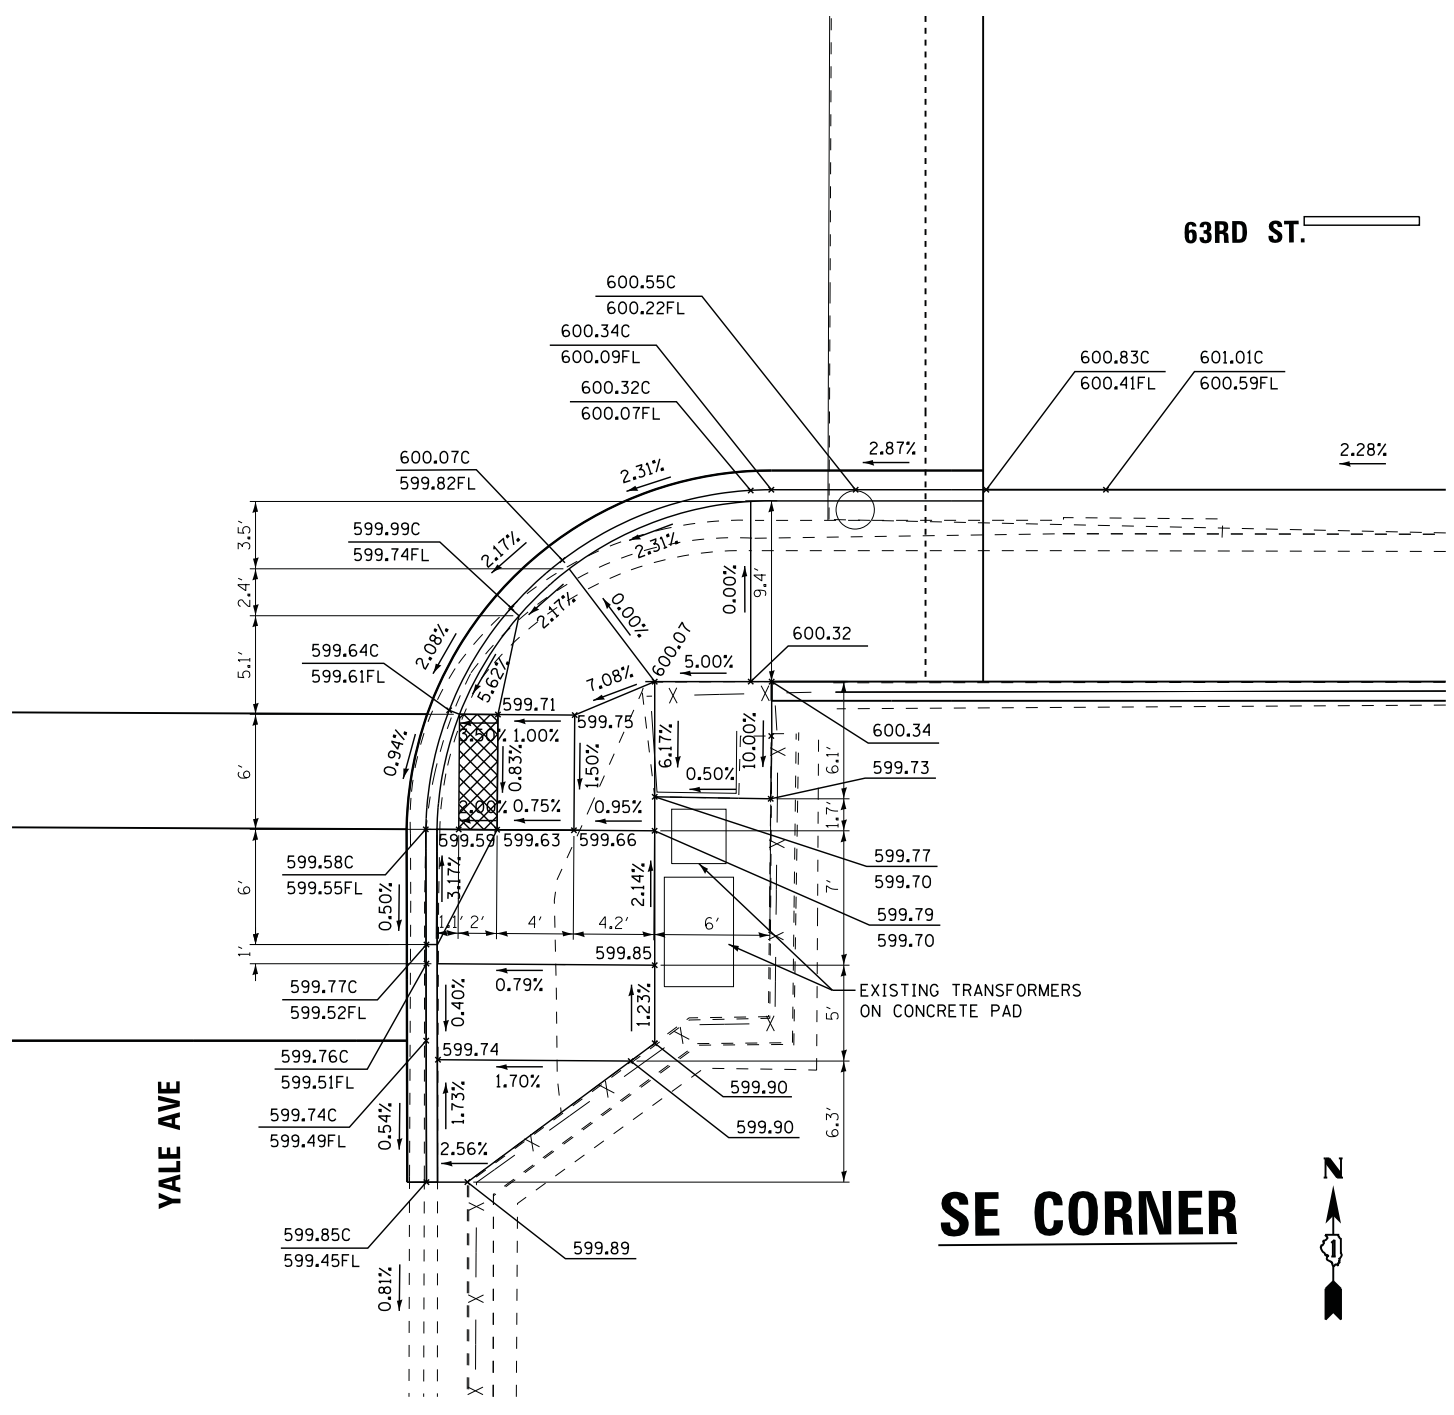 63RD ST.
600.55C
600.22FL
600.34C
600.09FL
600.32C
600.07FL
600.83C
600.41FL
601.01C
600.59FL
2.87%
2.28%
600.07C
599.82FL
2.31%
599.99C
599.74FL
2.17%
2.31%
3.5'
2.4'
2.17%
0.00%
0.00%
9.4'
600.32
600.07
599.64C
599.61FL
2.08%
5.1'
5.62%
7.08%
5.00%
599.71
599.75
600.34
3.50%
1.00%
0.94%
0.83%
1.50%
6.17%
10.00%
6.1'
599.73
0.50%
6'
2.00%
0.75%
0.95%
1.7'
599.59
599.63
599.66
599.58C
599.55FL
599.77
599.70
3.17%
2.14%
7'
6'
0.50%
599.79
599.70
1.1'
2'
4'
4.2'
6'
1'
599.85
599.77C
599.52FL
0.79%
EXISTING TRANSFORMERS
ON CONCRETE PAD
0.40%
1.23%
5'
599.76C
599.51FL
599.74
1.70%
599.90
599.74C
599.49FL
0.54%
1.73%
599.90
6.3'
2.56%
YALE AVE
599.85C
599.45FL
599.89
0.81%
SE CORNER
N
1